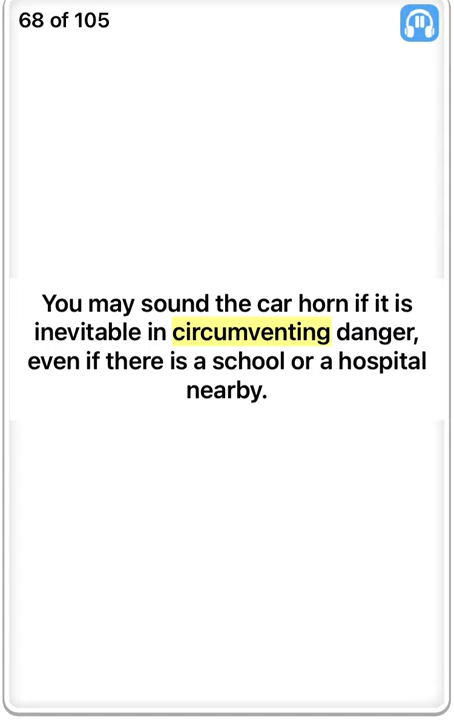 68 of 105
You may sound the car horn if it is
inevitable in circumventing danger,
even if there is a school or a hospital
nearby.